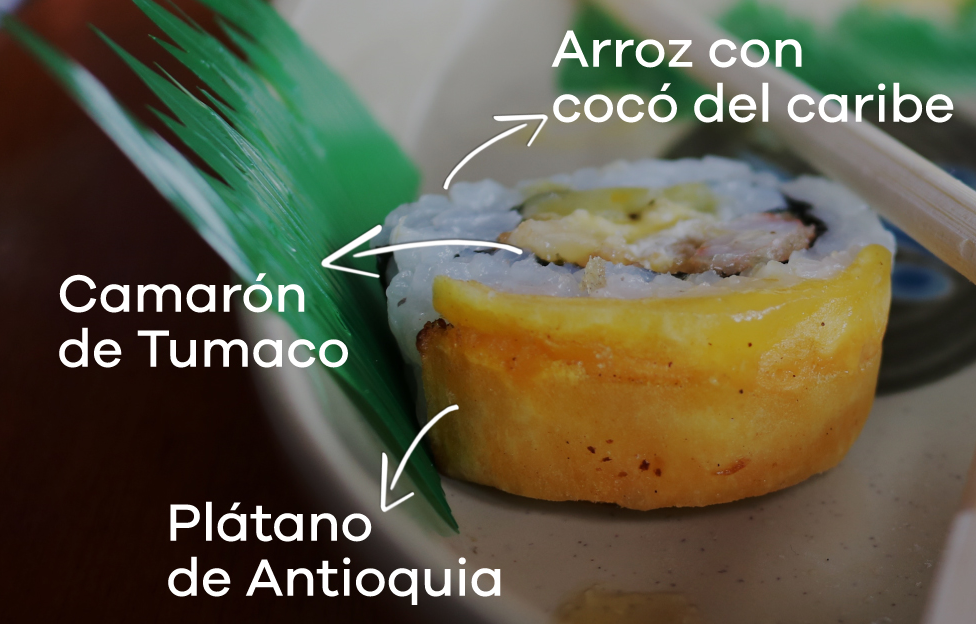 Arroz con
cocó del caribe
Camarón
de Tumaco
Plátano
de Antioquia